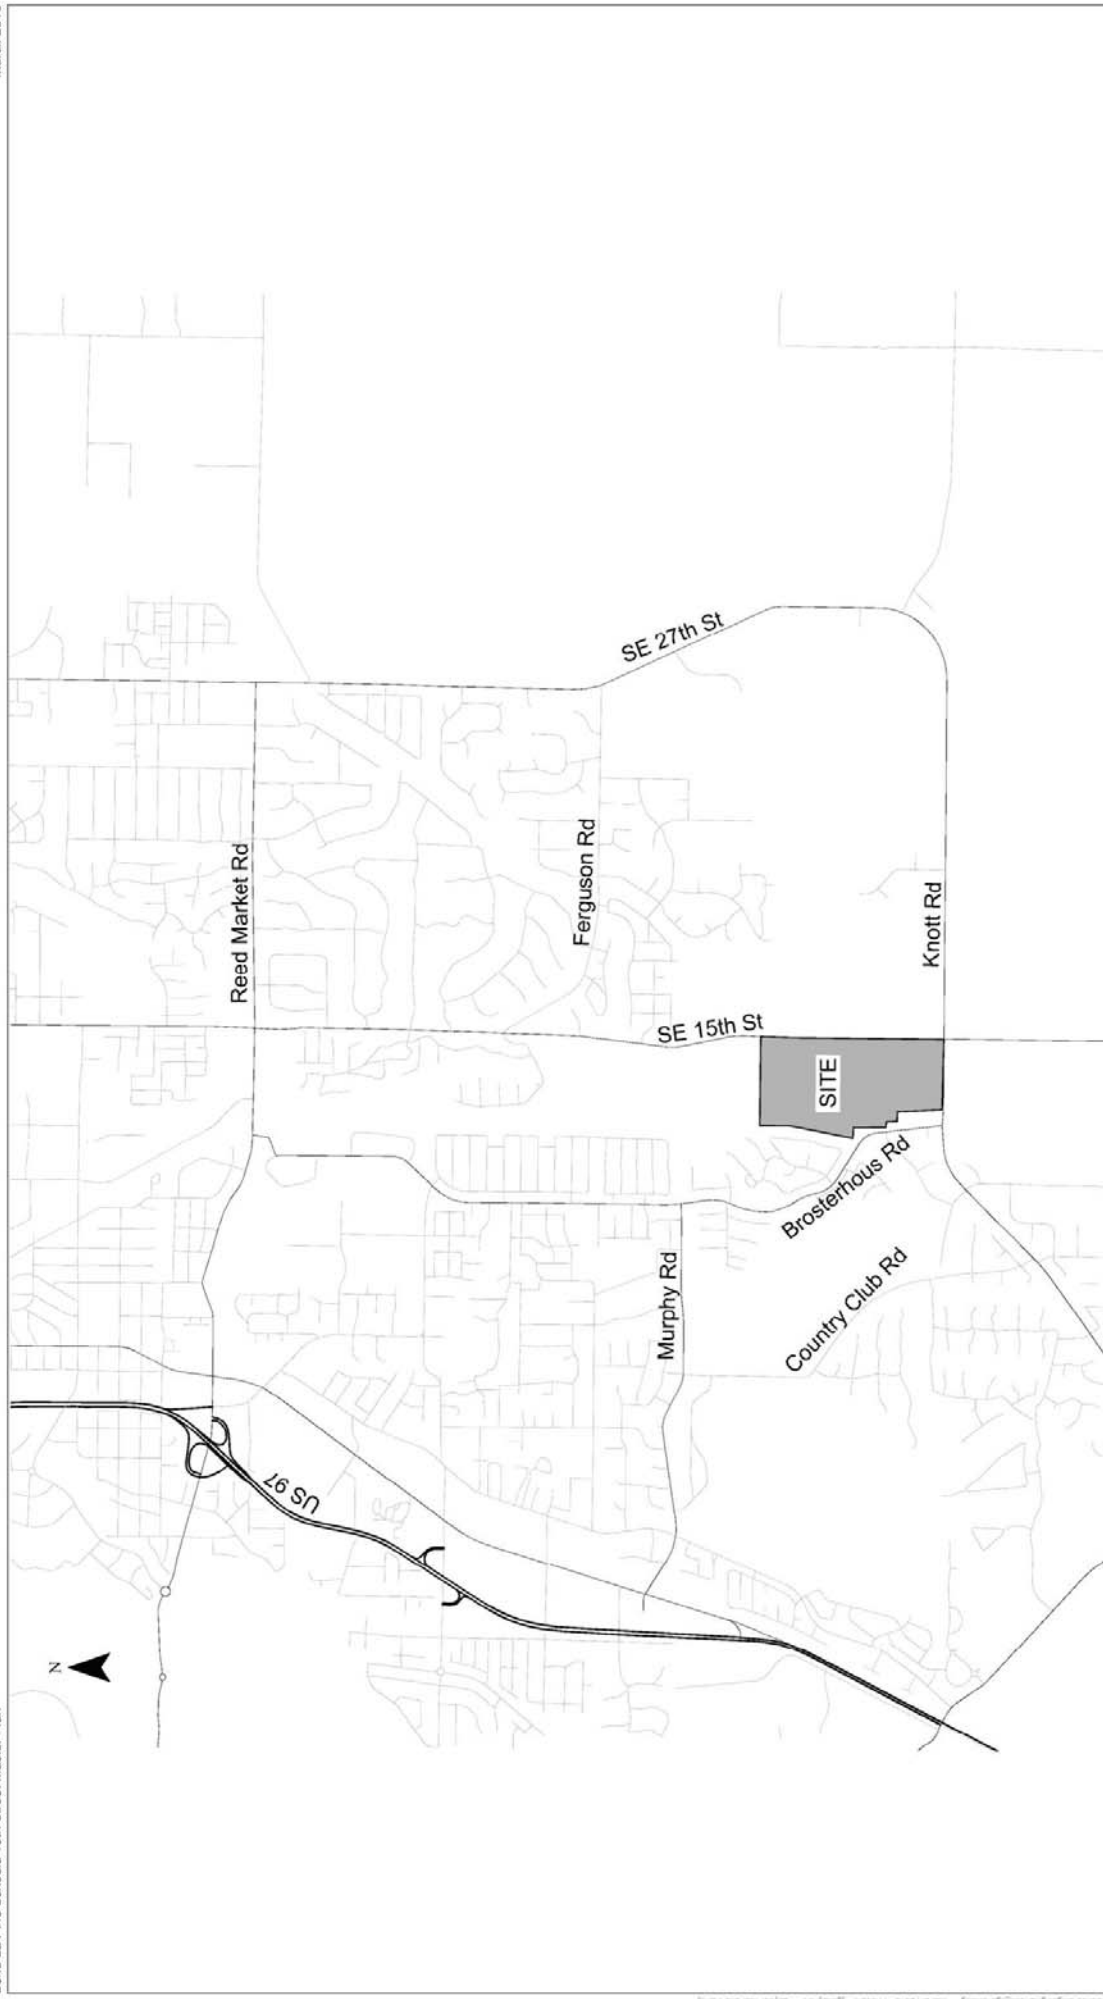 N
US 97
Reed Market Rd
Ferguson Rd
SE 27th St
SE 15th St
Murphy Rd
SITE
Knott Rd
Brosterhous Rd
Country Club Rd